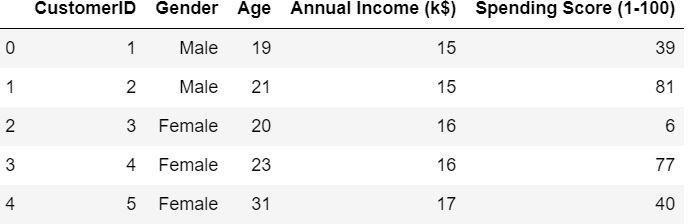 CustomerID Gender Age Annual Income (k$) Spending Score (1-100)
0 1 Male 19 15 39
1 2 Male 21 15 81
2 3 Female 20 16 6
3 4 Female 23 16 77
4 5 Female 31 17 40